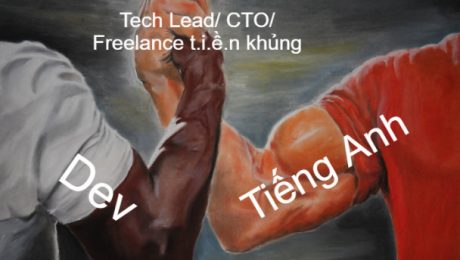 Tech Lead/ CTO/
Freelance t.i.ề.n khủng
Dev
Tiếng Anh